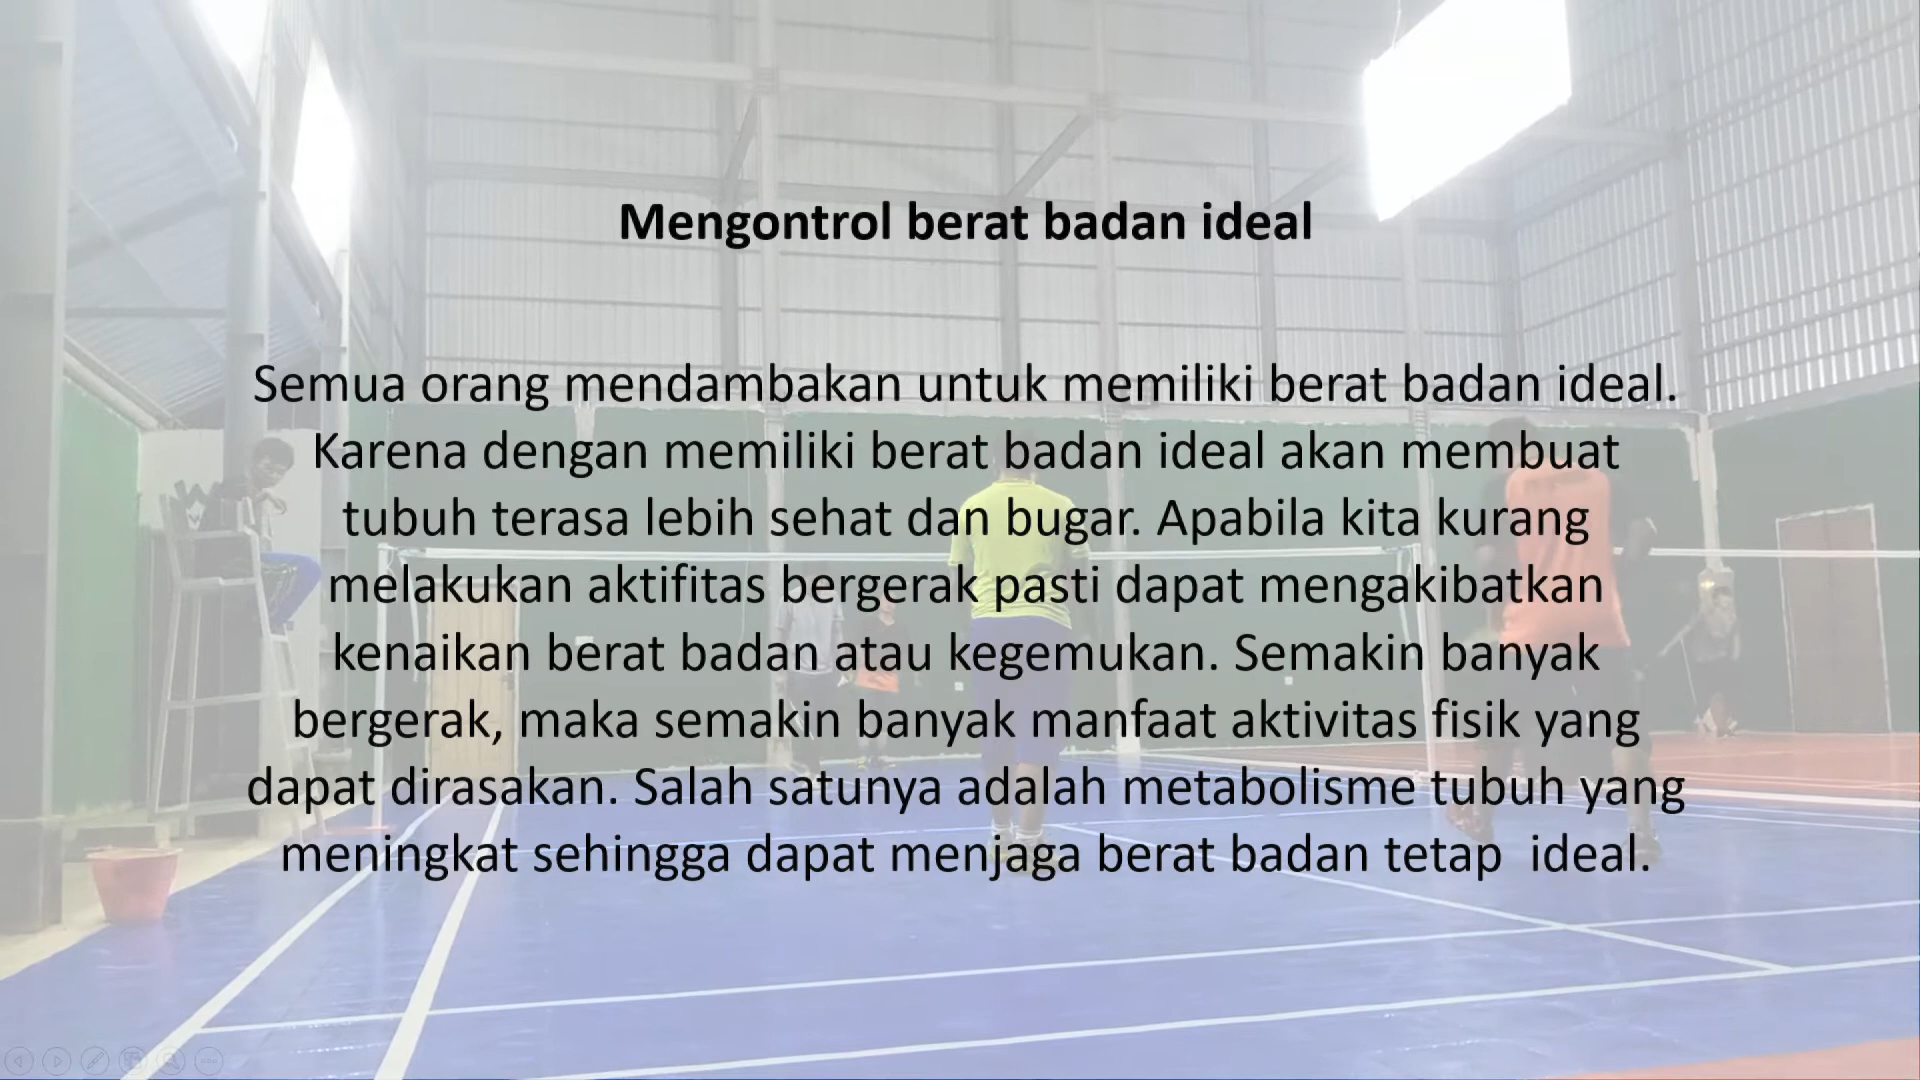 Mengontrol berat badan ideal
Semua orang mendambakan untuk memiliki berat badan ideal.
Karena dengan memiliki berat badan ideal akan membuat
tubuh terasa lebih sehat dan bugar. Apabila kita kurang
melakukan aktifitas bergerak pasti dapat mengakibatkan
kenaikan berat badan atau kegemukan. Semakin banyak
bergerak, maka semakin banyak manfaat aktivitas fisik yang
dapat dirasakan. Salah satunya adalah metabolisme tubuh yang
meningkat sehingga dapat menjaga berat badan tetap  ideal.